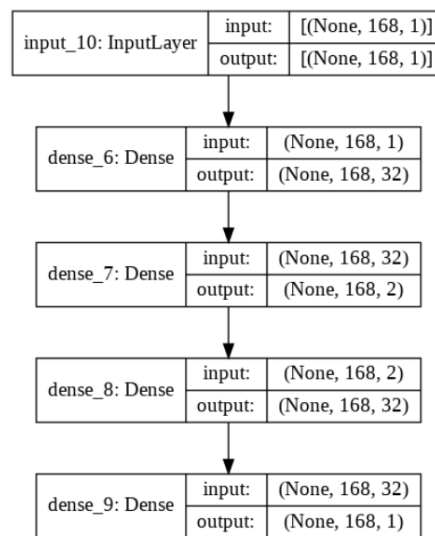 input_10: InputLayer
input: [(None, 168, 1)]
output: [(None, 168, 1)]
dense_6: Dense
input: (None, 168, 1)
output: (None, 168, 32)
dense_7: Dense
input: (None, 168, 32)
output: (None, 168, 2)
dense_8: Dense
input: (None, 168, 2)
output: (None, 168, 32)
dense_9: Dense
input: (None, 168, 32)
output: (None, 168, 1)